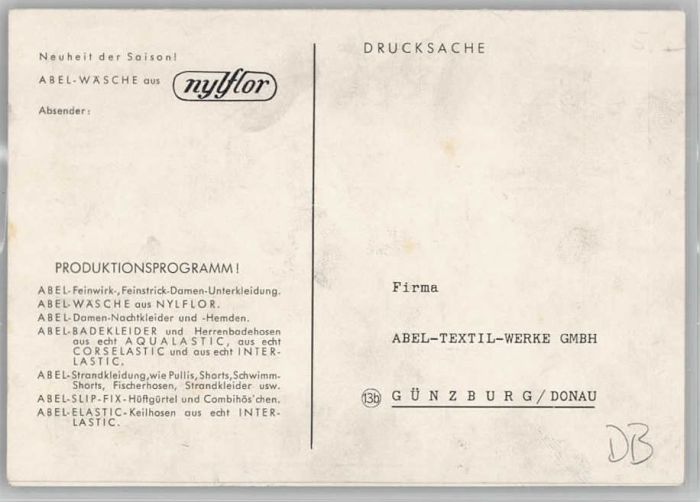 Neuheit der Saison!
ABEL-WÄSCHE aus nylflor
Absender:
PRODUKTIONSPROGRAMM!
ABEL-Feinwirk-, Feinstrick-Damen-Unterkleidung.
ABEL-WÄSCHE aus NYLFLOR.
ABEL-Damen-Nachtkleider und -Hemden.
ABEL-BADEKLEIDER und Herrenbadehosen
aus echt AQUALASTIC, aus echt
CORSELASTIC und aus echt INTER-
LASTIC.
ABEL-Strandkleidung, wie Pullis, Shorts, Schwimm-
Shorts, Fischerhosen, Strandkleider usw.
ABEL-SLIP-FIX-Hüftgürtel und Combihös'chen.
ABEL-ELASTIC-Keilhosen aus echt INTER-
LASTIC.
DRUCKSACHE
Firma
ABEL-TEXTIL-WERKE GMBH
13b GÜNZBURG/DONAU
DB